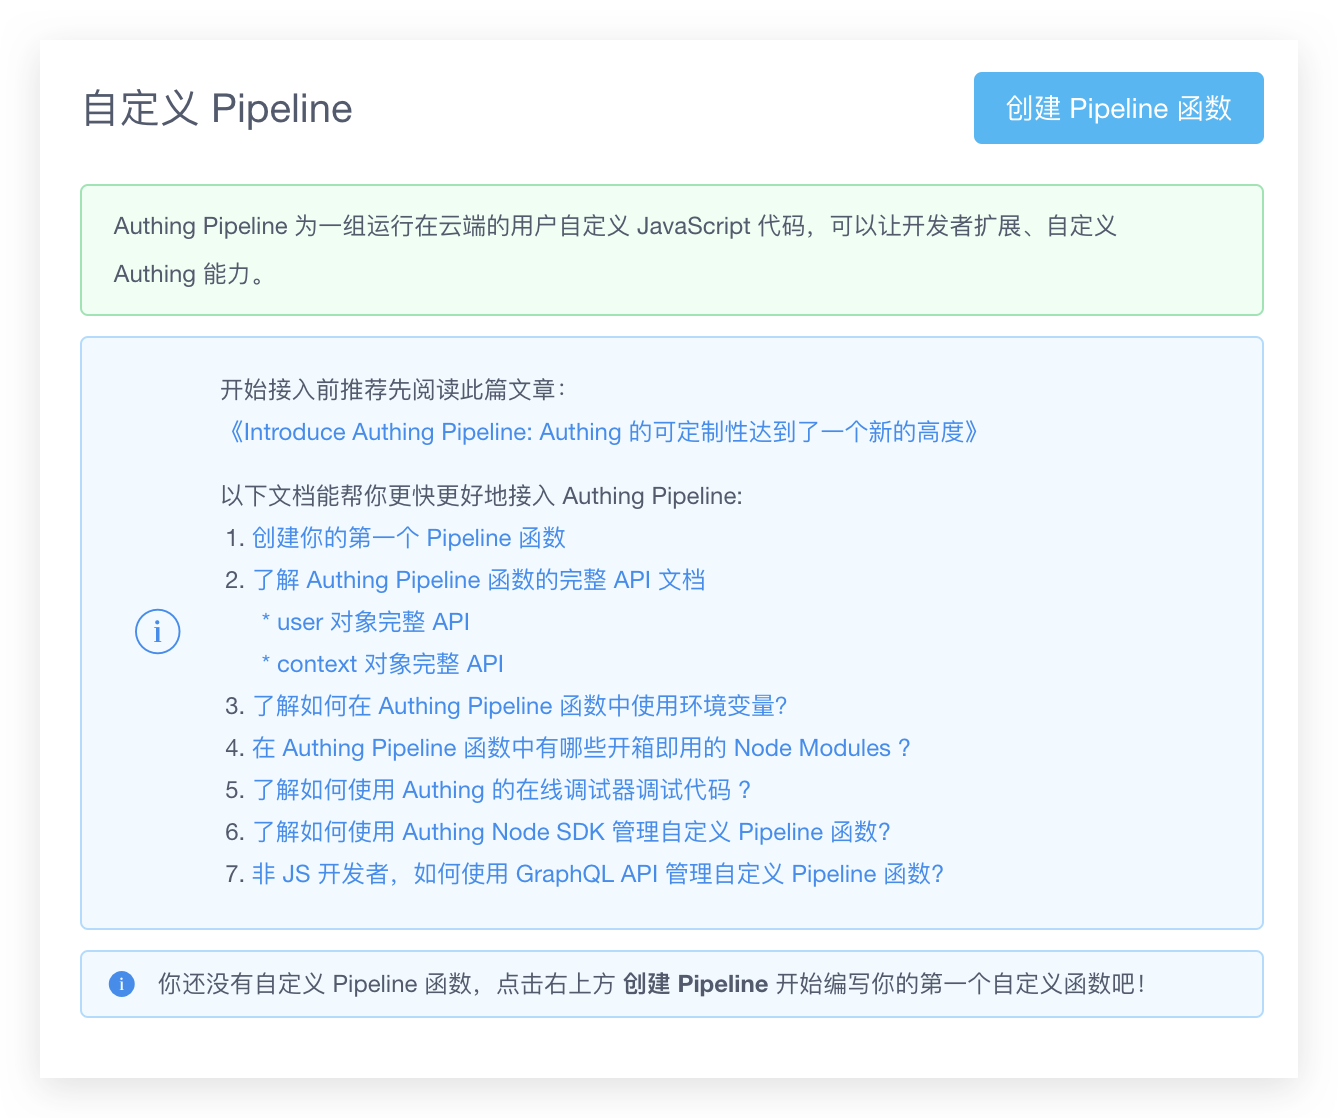 自定义 Pipeline
创建 Pipeline 函数
Authing Pipeline 为一组运行在云端的用户自定义 JavaScript 代码，可以让开发者扩展、自定义
Authing 能力。
开始接入前推荐先阅读此篇文章：
《Introduce Authing Pipeline: Authing 的可定制性达到了一个新的高度》
以下文档能帮你更快更好地接入 Authing Pipeline:
1. 创建你的第一个 Pipeline 函数
2. 了解 Authing Pipeline 函数的完整 API 文档
* user 对象完整 API
* context 对象完整 API
3. 了解如何在 Authing Pipeline 函数中使用环境变量?
4. 在 Authing Pipeline 函数中有哪些开箱即用的 Node Modules ?
5. 了解如何使用 Authing 的在线调试器调试代码 ?
6. 了解如何使用 Authing Node SDK 管理自定义 Pipeline 函数?
7. 非 JS 开发者，如何使用 GraphQL API 管理自定义 Pipeline 函数?
你还没有自定义 Pipeline 函数，点击右上方 创建 Pipeline 开始编写你的第一个自定义函数吧！